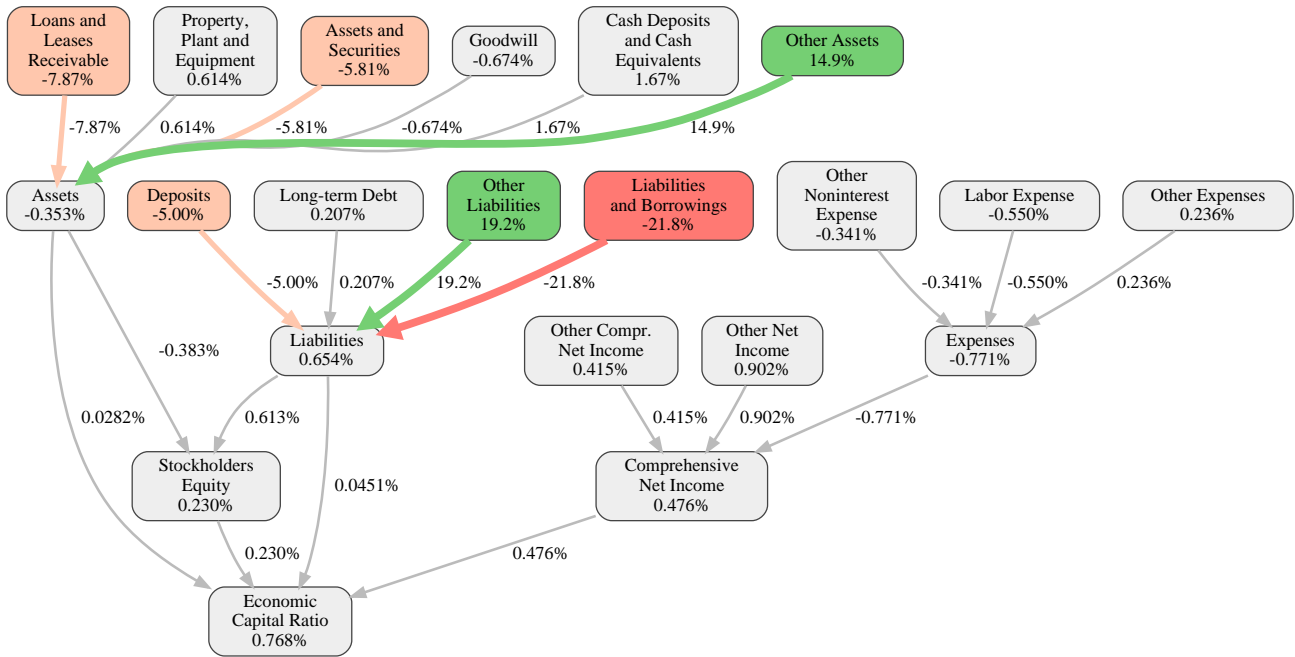 Loans and
Leases
Receivable
-7.87%
Property,
Plant and
Equipment
0.614%
Assets and
Securities
-5.81%
Goodwill
-0.674%
Cash Deposits
and Cash
Equivalents
1.67%
Other Assets
14.9%
-7.87%
0.614%
-5.81%
-0.674%
1.67%
14.9%
Assets
-0.353%
Deposits
-5.00%
Long-term Debt
0.207%
Other
Liabilities
19.2%
Liabilities
and Borrowings
-21.8%
Other
Noninterest
Expense
-0.341%
Labor Expense
-0.550%
Other Expenses
0.236%
-5.00%
0.207%
19.2%
-21.8%
-0.341%
-0.550%
0.236%
Liabilities
0.654%
Other Compr.
Net Income
0.415%
Other Net
Income
0.902%
Expenses
-0.771%
-0.383%
0.0282%
0.613%
0.415%
0.902%
-0.771%
Stockholders
Equity
0.230%
0.0451%
Comprehensive
Net Income
0.476%
0.230%
0.476%
Economic
Capital Ratio
0.768%